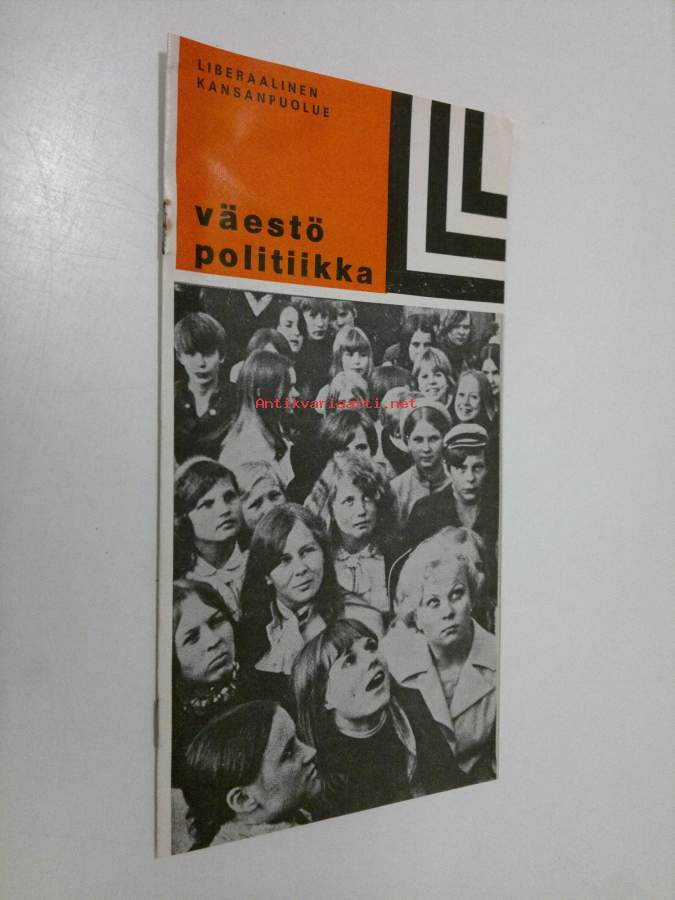 LIBERAALINEN
KANSANPUOLUE
väestö
politiikka
Antikvariaatti.net